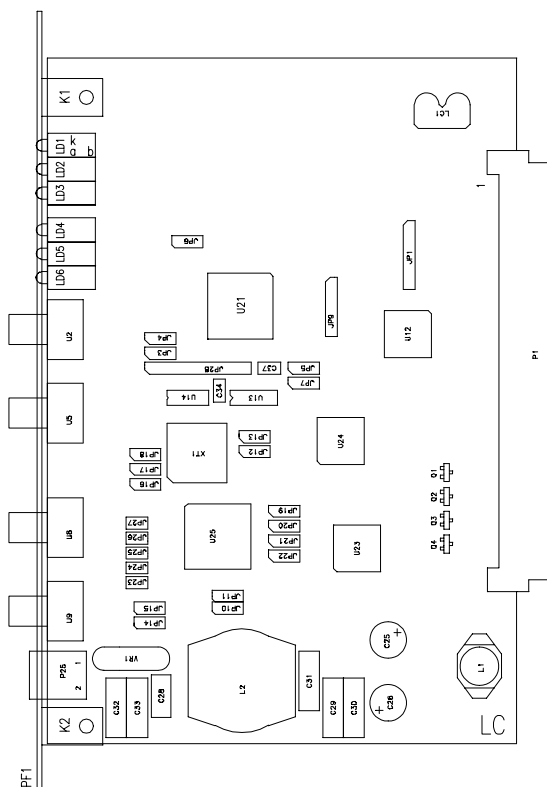 K1
LC1
LD1
k
a b
LD2
LD3
1
LD4
JP6
LD5
JP1
LD6
U21
JP9
U2
U12
JP4
JP3
P1
JP28
C37
JP5
JP7
U14
C34
U13
U5
JP13
U24
JP12
JP18
XT1
JP17
JP16
Q1
Q2
JP19
JP27
Q3
JP20
U8
JP26
U25
U23
JP25
JP21
Q4
JP24
JP22
JP23
JP11
JP15
JP10
U9
JP14
C25
+
VR1
P26
1
2
L1
C31
C28
L2
C32
C33
C29
C30
+
C26
K2
LC
PF1